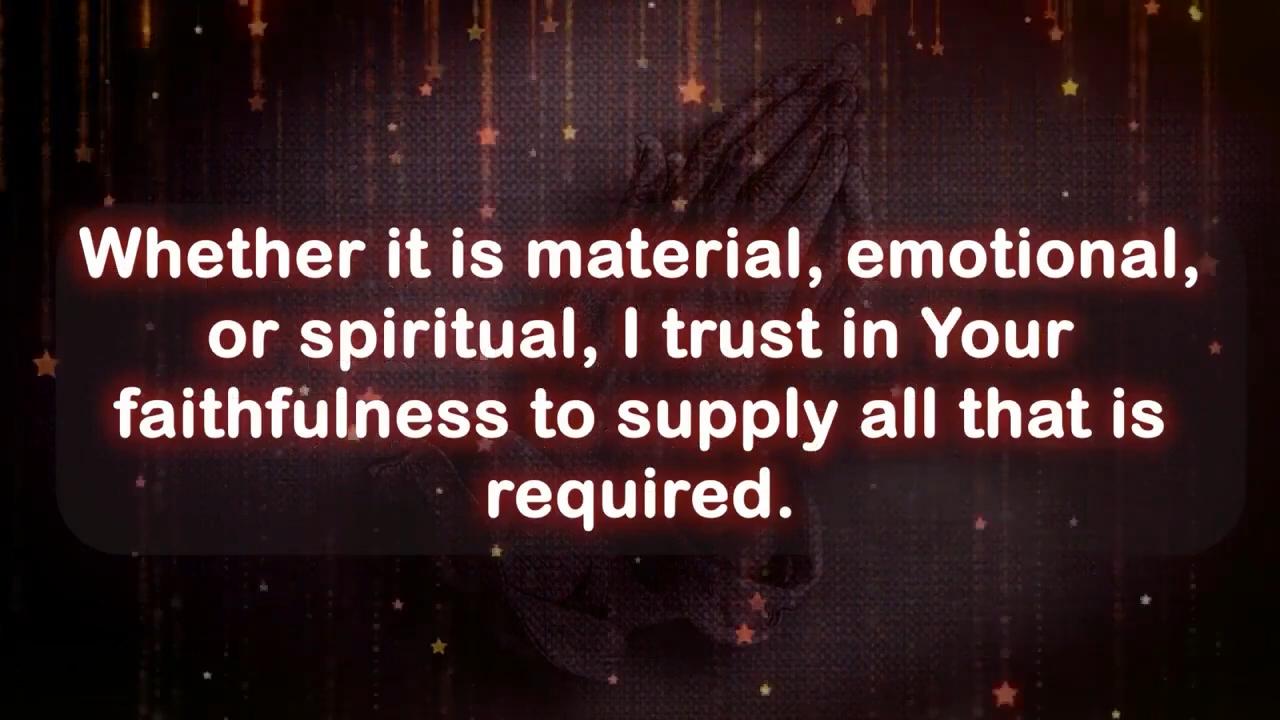 Whether it is material, emotional,
or spiritual, I trust in Your
faithfulness to supply all that is
required.